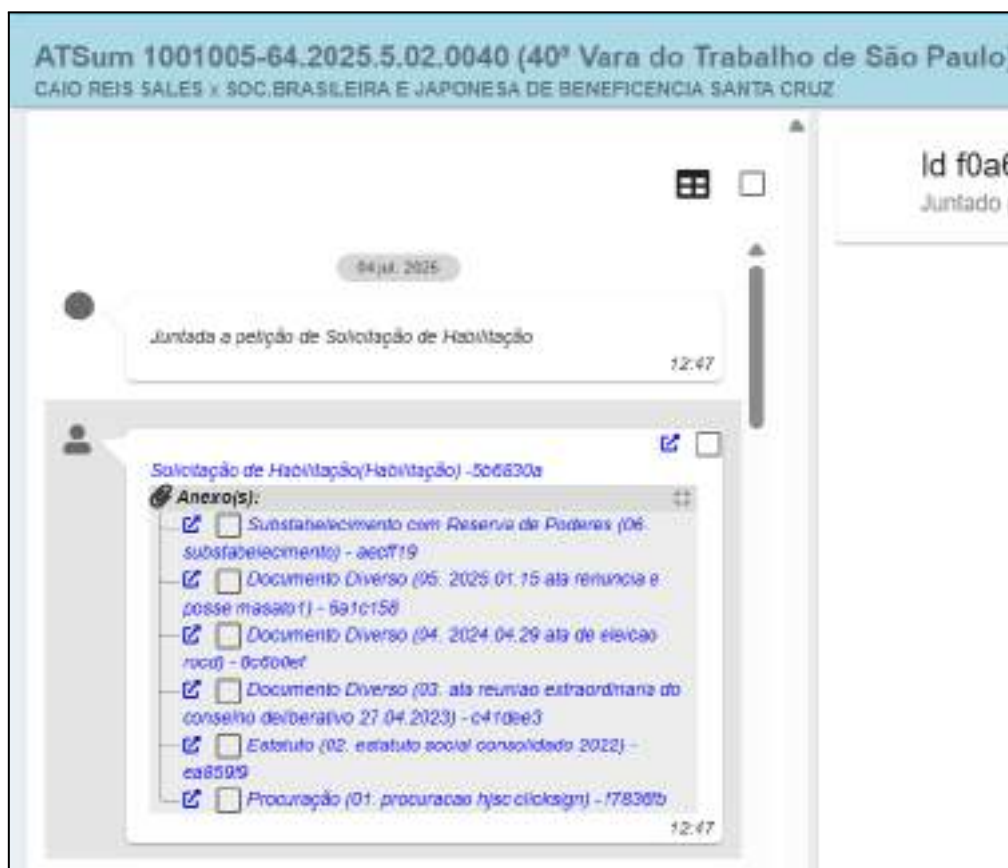 ATSum 1001005-64.2025.5.02.0040 (40ª Vara do Trabalho de São Paulo)
CAIO REIS SALES x SOC.BRASILEIRA E JAPONESA DE BENEFICENCIA SANTA CRUZ
Id f0a6
Juntado
04 jul. 2025
Juntada a petição de Solicitação de Habilitação
12:47
Solicitação de Habilitação(Habilitação) -5b6830a
Anexo(s):
Substabelecimento com Reserva de Poderes (06.
substabelecimento) - aecff19
Documento Diverso (05. 2025.01.15 ata renuncia e
posse masato1) - 6a1c158
Documento Diverso (04. 2024.04.29 ata de eleicao
Documento Diverso (03. ata reuniao extraordinaria do
conselho deliberativo 27.04.2023) - c41dee3
Estatuto (02. estatuto social consolidado 2022) -
ea859f9
Procuração (01. procuracao hjsc clicksign) - f7836fb
12:47